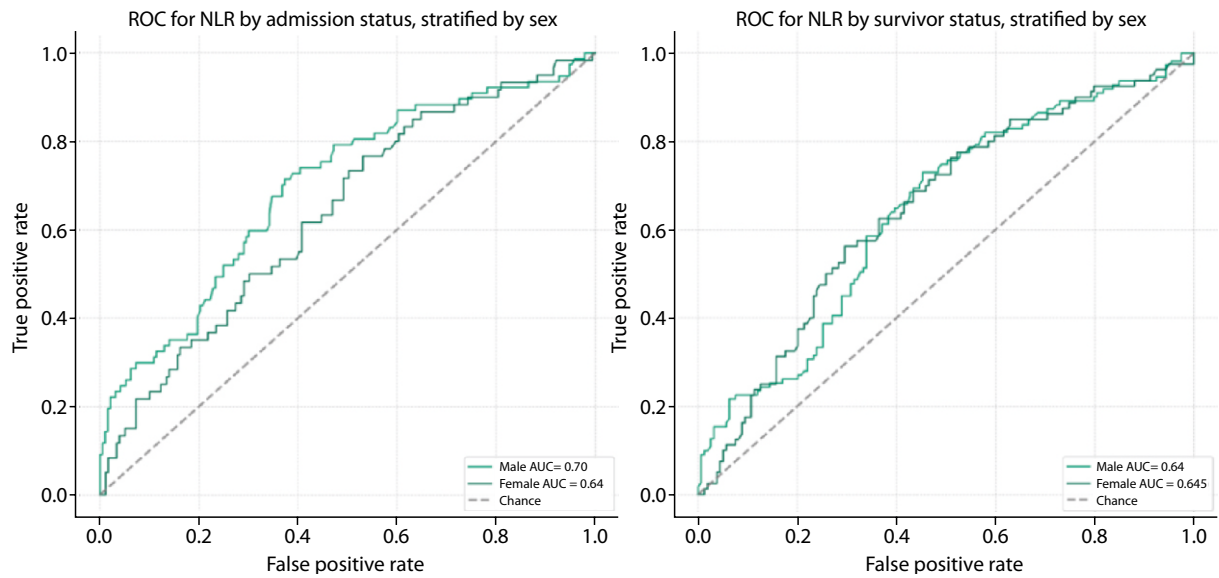 ROC for NLR by admission status, stratified by sex
True positive rate
1.0
0.8
0.6
0.4
0.2
0.0
Male AUC= 0.70
Female AUC = 0.64
Chance
0.0 0.2 0.4 0.6 0.8 1.0
False positive rate
ROC for NLR by survivor status, stratified by sex
True positive rate
1.0
0.8
0.6
0.4
0.2
0.0
Male AUC= 0.64
Female AUC = 0.645
Chance
0.0 0.2 0.4 0.6 0.8 1.0
False positive rate